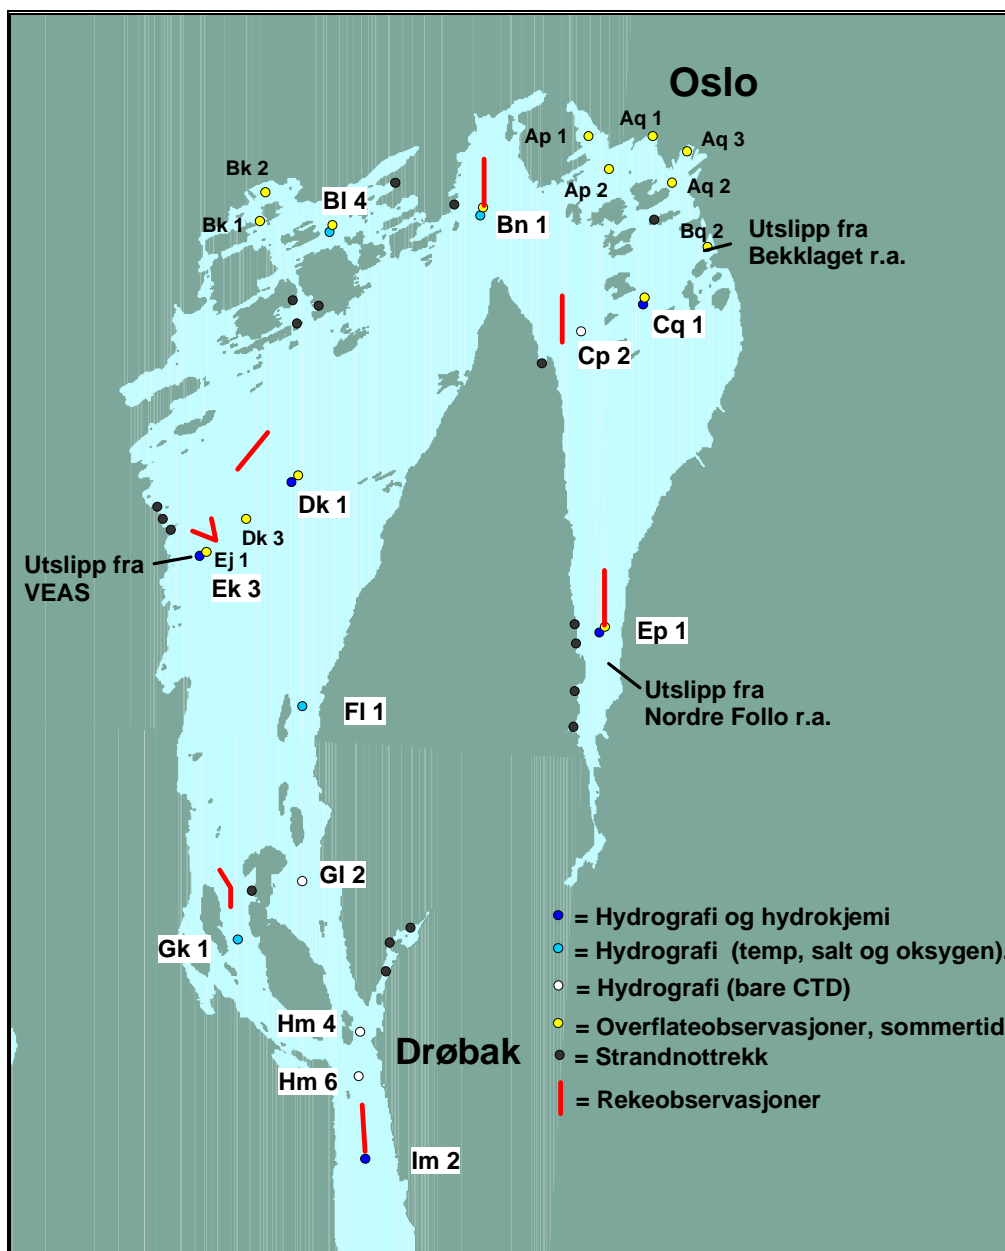 Oslo
Aq 1
Ap 1
Aq 3
Bk 2
Ap 2
Aq 2
Bl 4
Bk 1
Bn 1
Bq 2
Utslipp fra
Bekklaget r.a.
Cq 1
Cp 2
Dk 1
Dk 3
Ej 1
Utslipp fra
VEAS
Ek 3
Ep 1
Utslipp fra
Nordre Follo r.a.
Fl 1
Gl 2
Gk 1
Hm 4
Drøbak
Hm 6
Im 2
= Hydrografi og hydrokjemi
= Hydrografi (temp, salt og oksygen).
= Hydrografi (bare CTD)
= Overflateobservasjoner, sommertid
= Strandnottrekk
= Rekeobservasjoner